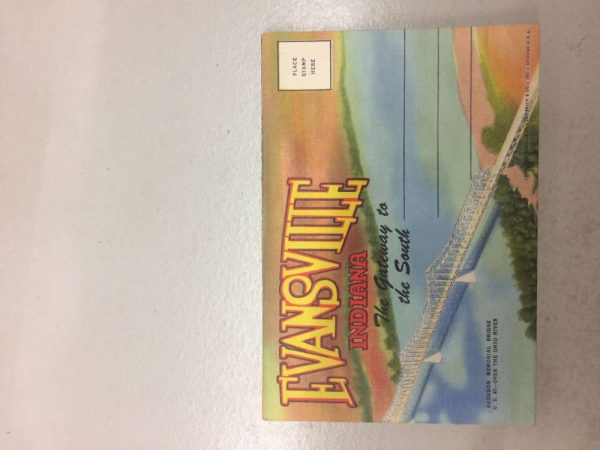 PLACE
STAMP
HERE
EVANSVILLE
INDIANA
The Gateway to
the South
AUDUBON MEMORIAL BRIDGE
U. S. 41—OVER THE OHIO RIVER